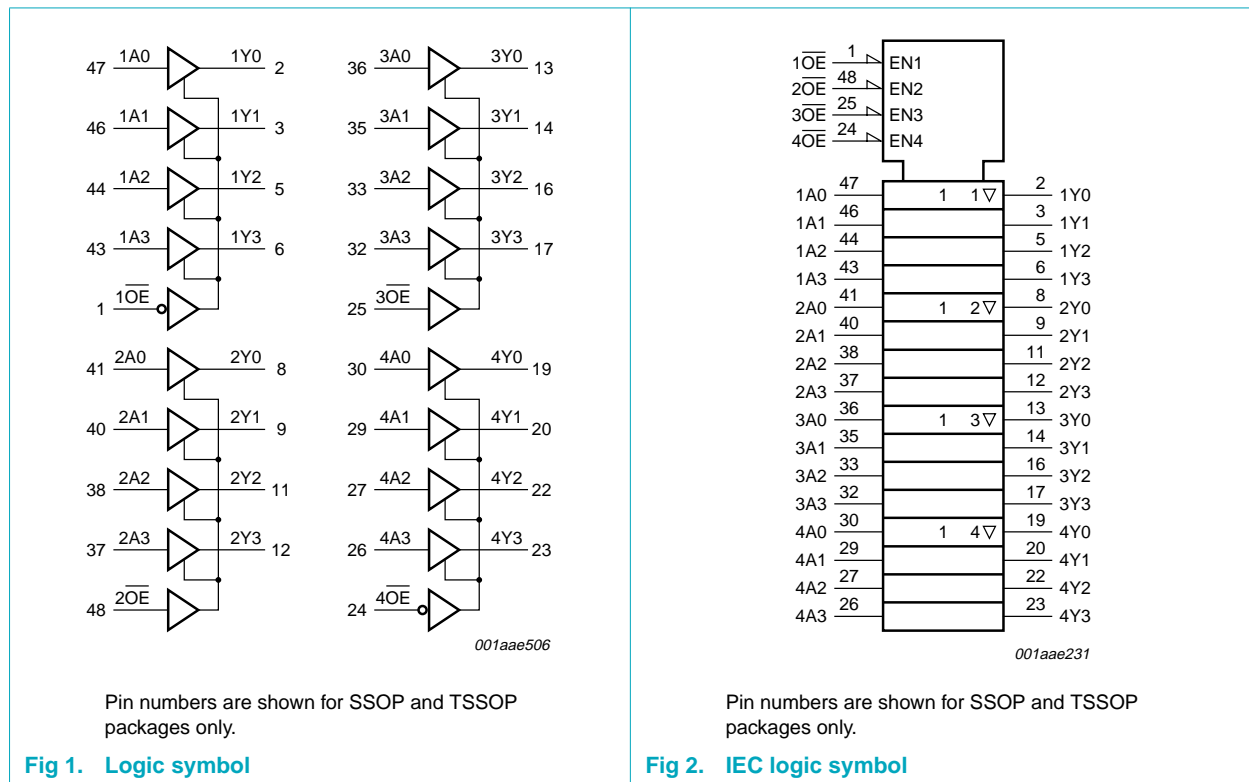 47 1A0 1Y0 2
46 1A1 1Y1 3
44 1A2 1Y2 5
43 1A3 1Y3 6
1 1O̅E̅
41 2A0 2Y0 8
40 2A1 2Y1 9
38 2A2 2Y2 11
37 2A3 2Y3 12
48 2O̅E̅
36 3A0 3Y0 13
35 3A1 3Y1 14
33 3A2 3Y2 16
32 3A3 3Y3 17
25 3O̅E̅
30 4A0 4Y0 19
29 4A1 4Y1 20
27 4A2 4Y2 22
26 4A3 4Y3 23
24 4O̅E̅
001aae506
Pin numbers are shown for SSOP and TSSOP
packages only.
Fig 1. Logic symbol
1O̅E̅ 1 EN1
2O̅E̅ 48 EN2
3O̅E̅ 25 EN3
4O̅E̅ 24 EN4
1A0 47 1 1▽ 2 1Y0
1A1 46 3 1Y1
1A2 44 5 1Y2
1A3 43 6 1Y3
2A0 41 1 2▽ 8 2Y0
2A1 40 9 2Y1
2A2 38 11 2Y2
2A3 37 12 2Y3
3A0 36 1 3▽ 13 3Y0
3A1 35 14 3Y1
3A2 33 16 3Y2
3A3 32 17 3Y3
4A0 30 1 4▽ 19 4Y0
4A1 29 20 4Y1
4A2 27 22 4Y2
4A3 26 23 4Y3
001aae231
Pin numbers are shown for SSOP and TSSOP
packages only.
Fig 2. IEC logic symbol